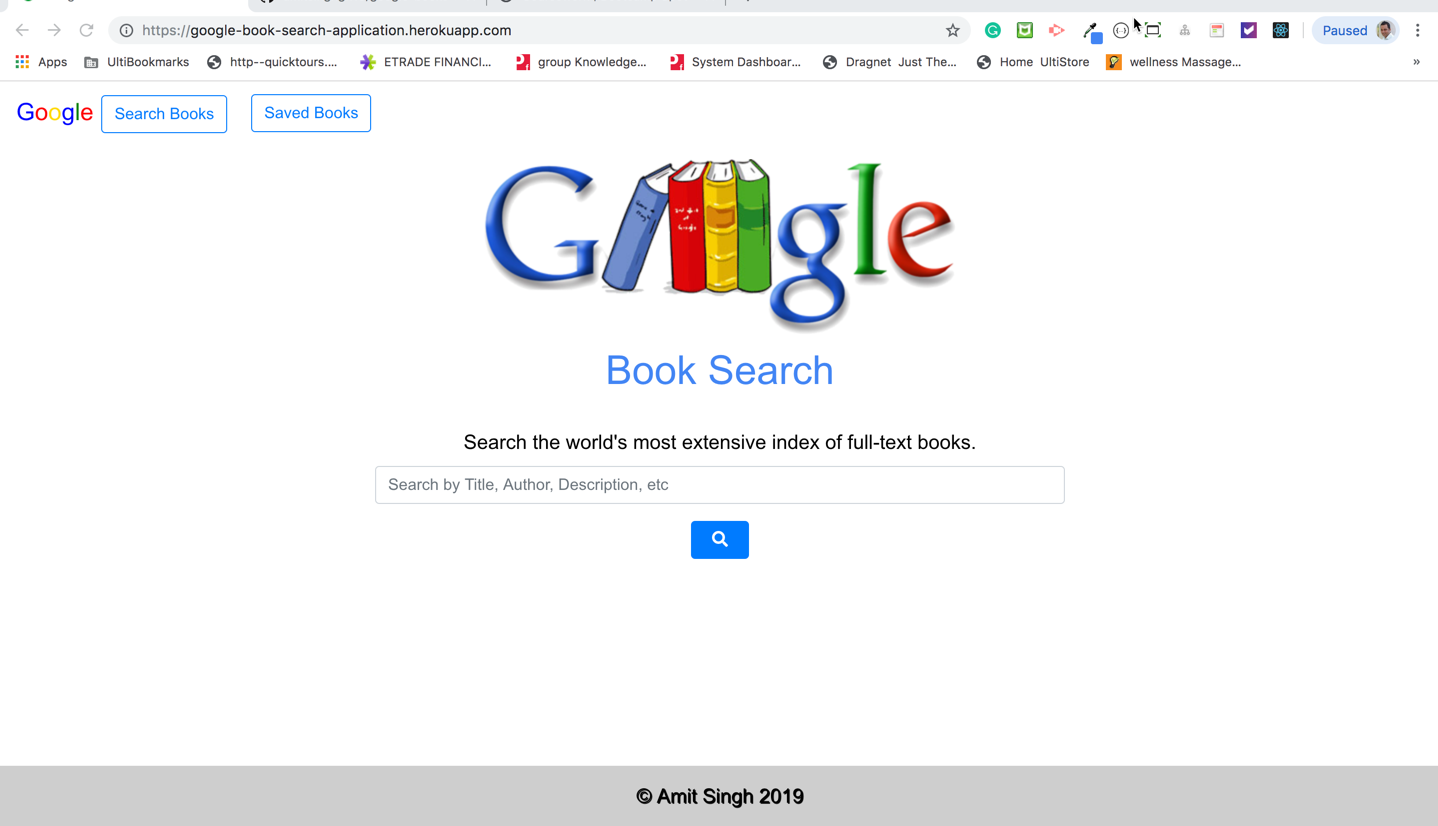 https://google-book-search-application.herokuapp.com
Paused
Apps UltiBookmarks http--quicktours.... ETRADE FINANCI... group Knowledge... System Dashboar... Dragnet Just The... Home UltiStore wellness Massage... »
Google Search Books Saved Books
Google
Book Search
Search the world's most extensive index of full-text books.
Search by Title, Author, Description, etc
© Amit Singh 2019